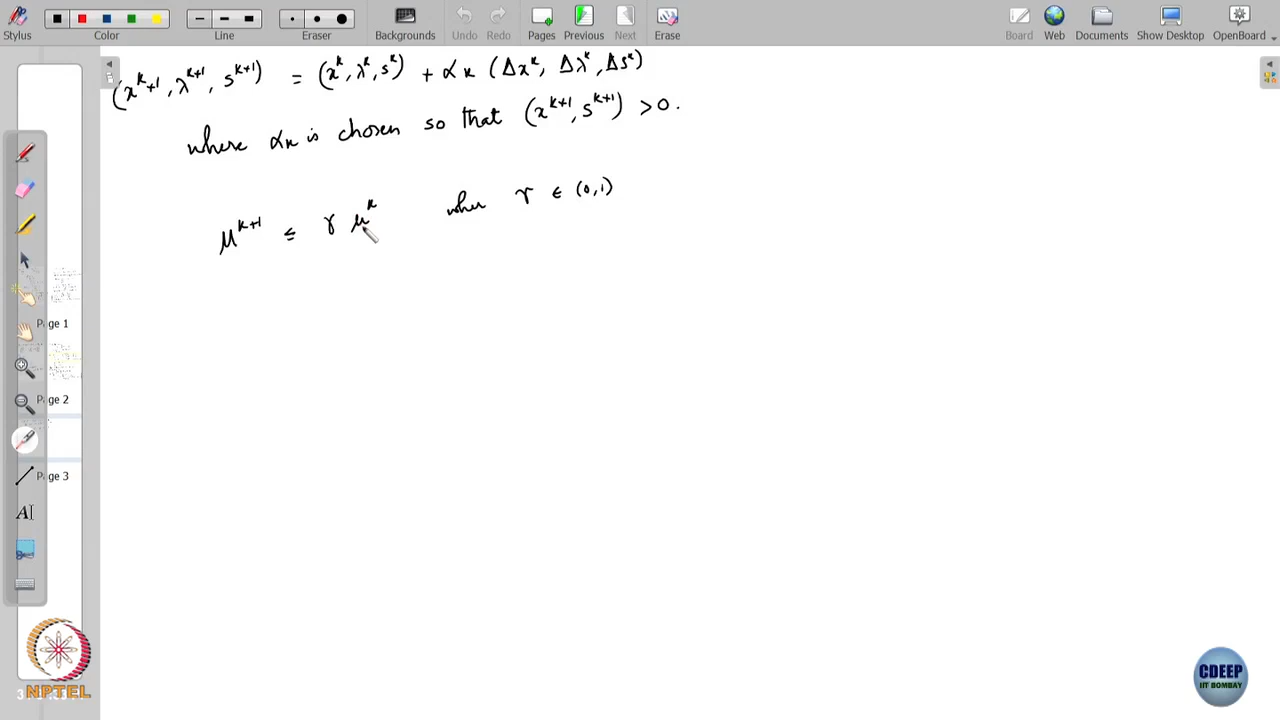 Stylus
Color
Line
Eraser
Backgrounds
Undo
Redo
Pages
Previous
Next
Erase
Board
Web
Documents
Show Desktop
OpenBoard
(x^k+1, λ^k+1, s^k+1) = (x^k, λ^k, s^k) + α_k (Δx^k, Δλ^k, Δs^k)
where α_k is chosen so that (x^k+1, s^k+1) > 0.
μ^k+1 ≤ γ μ^k wher γ ∈ (0,1)
Page 1
Page 2
Page 3
AI
NPTEL
CDEEP
IIT BOMBAY